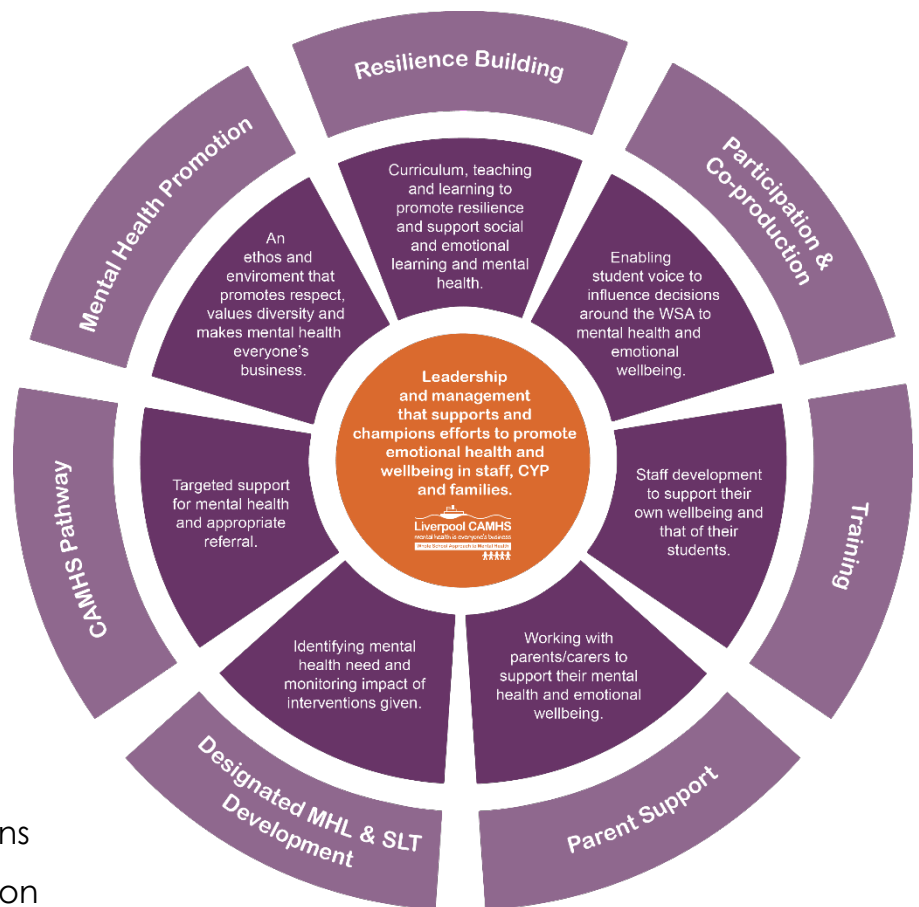 Resilience Building
Curriculum, teaching
and learning to
promote resilience
and support social
and emotional
learning and mental
health.
Participation &
Co-production
Enabling
student voice to
influence decisions
around the WSA to
mental health and
emotional
wellbeing.
Training
Staff development
to support their
own wellbeing and
that of their
students.
Parent Support
Working with
parents/carers to
support their mental
health and emotional
wellbeing.
Designated MHL & SLT
Development
Identifying mental
health need and
monitoring impact of
interventions given.
CAMHS Pathway
Targeted support
for mental health
and appropriate
referral.
Mental Health Promotion
An
ethos and
enviroment that
promotes respect,
values diversity and
makes mental health
everyone's
business.
Leadership
and management
that supports and
champions efforts to promote
emotional health and
wellbeing in staff, CYP
and families.
Liverpool CAMHS
mental health is everyone's business
Whole School Approach to Mental Health
ns
on